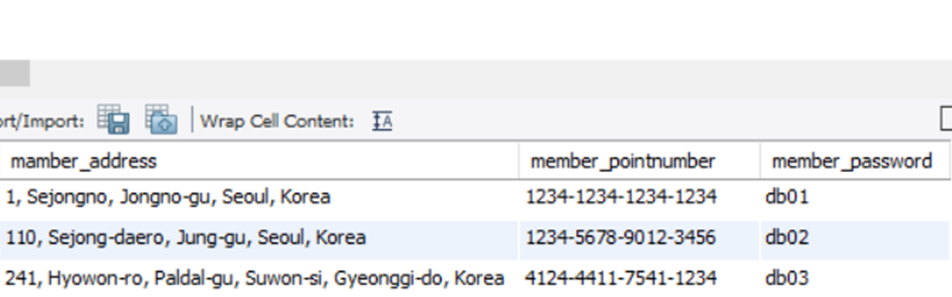 Wrap Cell Content:
mamber_address member_pointnumber member_password
1, Sejongno, Jongno-gu, Seoul, Korea 1234-1234-1234-1234 db01
110, Sejong-daero, Jung-gu, Seoul, Korea 1234-5678-9012-3456 db02
241, Hyowon-ro, Paldal-gu, Suwon-si, Gyeonggi-do, Korea 4124-4411-7541-1234 db03